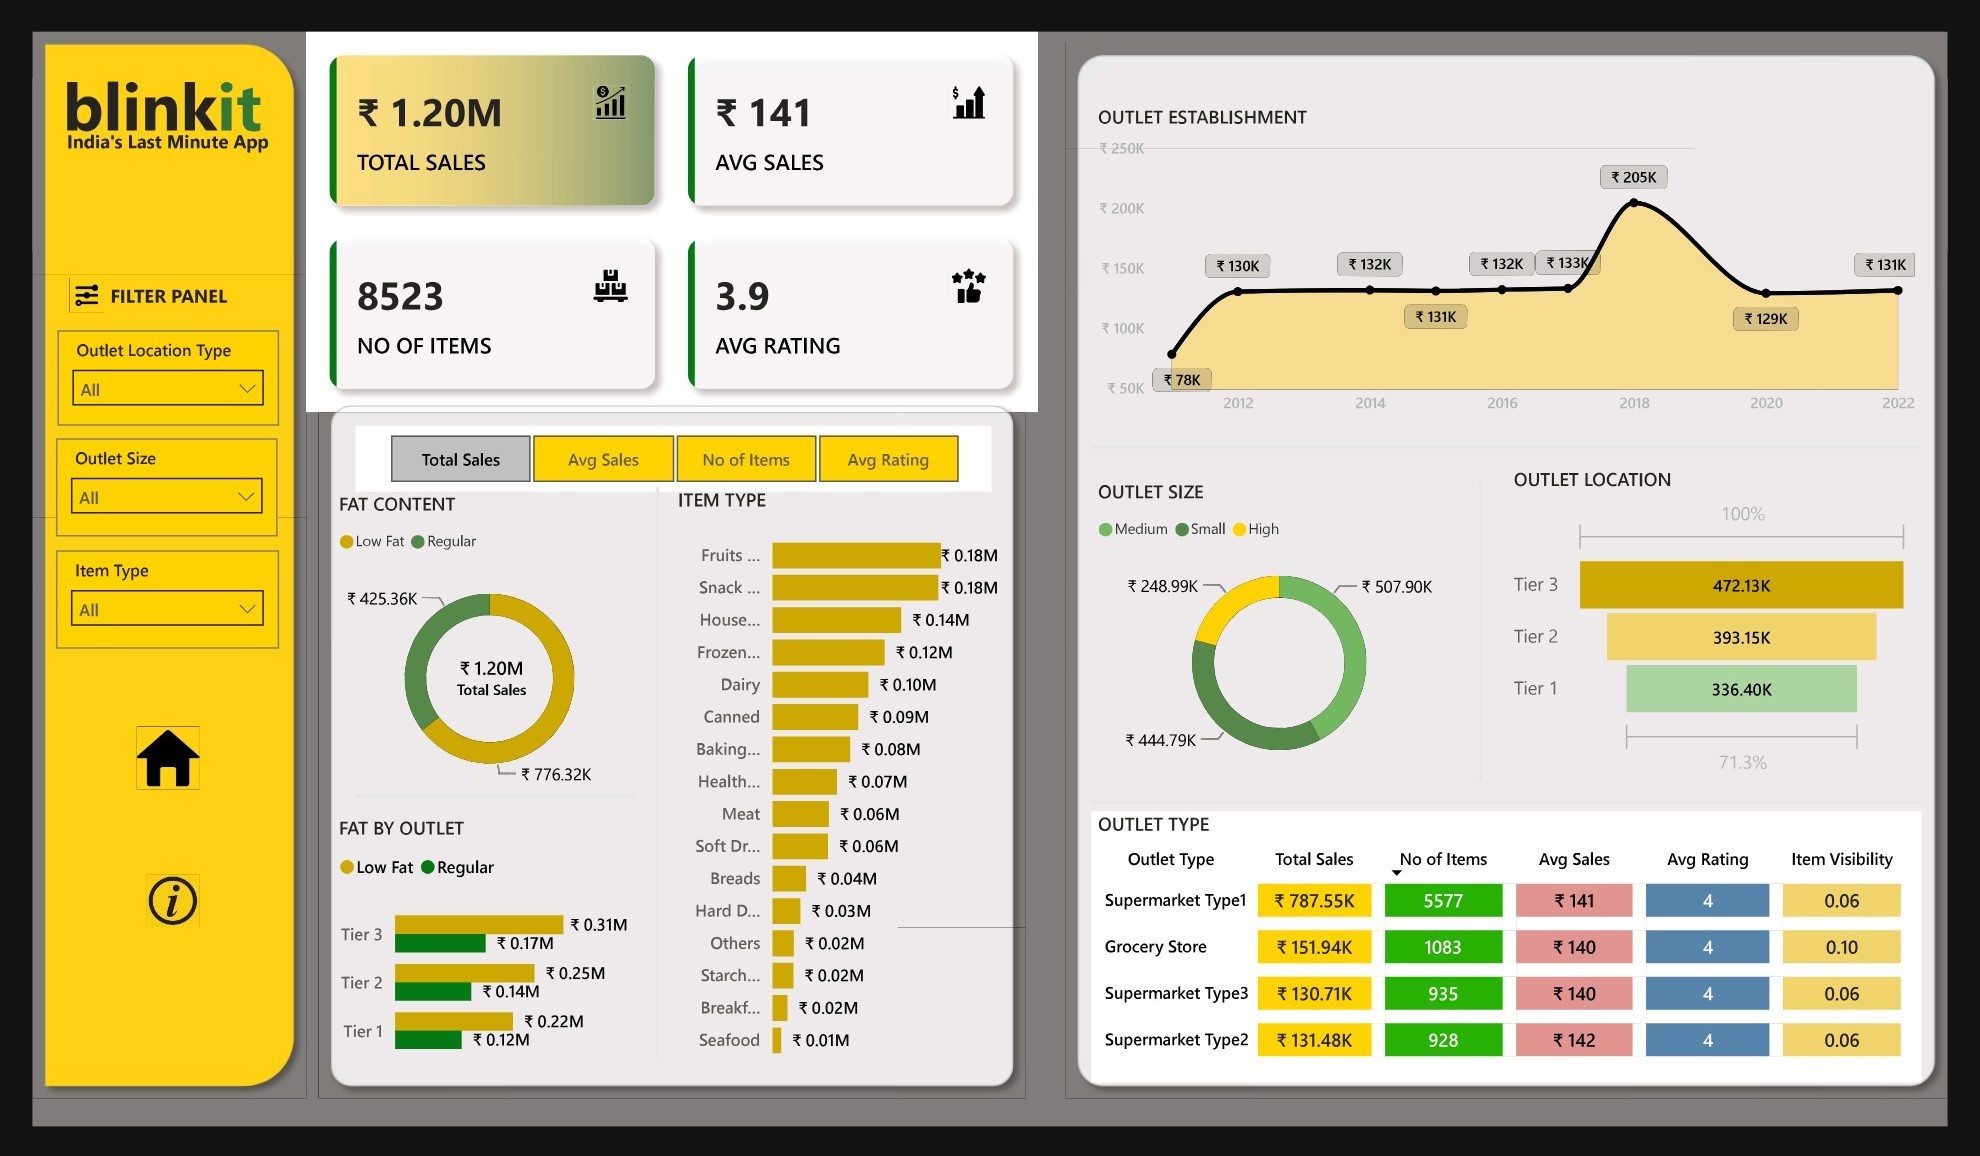 blinkit
India's Last Minute App
FILTER PANEL
Outlet Location Type
All
Outlet Size
All
Item Type
All
₹ 1.20M
TOTAL SALES
₹ 141
AVG SALES
8523
NO OF ITEMS
3.9
AVG RATING
Total Sales Avg Sales No of Items Avg Rating
FAT CONTENT
Low Fat Regular
₹ 425.36K
₹ 1.20M
Total Sales
₹ 776.32K
FAT BY OUTLET
Low Fat Regular
Tier 3 ₹ 0.31M
₹ 0.17M
Tier 2 ₹ 0.25M
₹ 0.14M
Tier 1 ₹ 0.22M
₹ 0.12M
ITEM TYPE
Fruits ... ₹ 0.18M
Snack ... ₹ 0.18M
House... ₹ 0.14M
Frozen... ₹ 0.12M
Dairy ₹ 0.10M
Canned ₹ 0.09M
Baking... ₹ 0.08M
Health... ₹ 0.07M
Meat ₹ 0.06M
Soft Dr... ₹ 0.06M
Breads ₹ 0.04M
Hard D... ₹ 0.03M
Others ₹ 0.02M
Starch... ₹ 0.02M
Breakf... ₹ 0.02M
Seafood ₹ 0.01M
OUTLET ESTABLISHMENT
₹ 250K
₹ 205K
₹ 200K
₹ 150K ₹ 130K ₹ 132K ₹ 132K ₹ 133K ₹ 131K
₹ 131K ₹ 129K
₹ 100K
₹ 78K
₹ 50K
2012 2014 2016 2018 2020 2022
OUTLET SIZE
Medium Small High
₹ 248.99K ₹ 507.90K
₹ 444.79K
OUTLET LOCATION
100%
Tier 3 472.13K
Tier 2 393.15K
Tier 1 336.40K
71.3%
OUTLET TYPE
Outlet Type Total Sales No of Items Avg Sales Avg Rating Item Visibility
Supermarket Type1 ₹ 787.55K 5577 ₹ 141 4 0.06
Grocery Store ₹ 151.94K 1083 ₹ 140 4 0.10
Supermarket Type3 ₹ 130.71K 935 ₹ 140 4 0.06
Supermarket Type2 ₹ 131.48K 928 ₹ 142 4 0.06